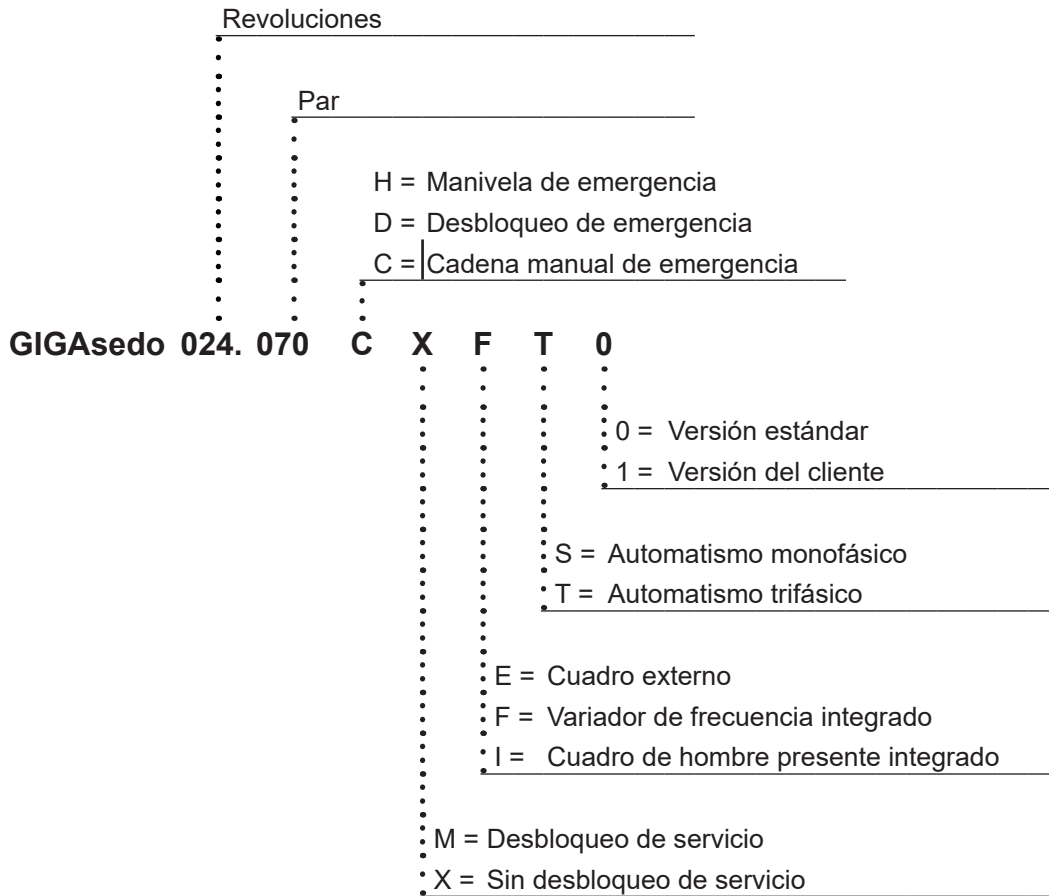 Revoluciones
Par
H = Manivela de emergencia
D = Desbloqueo de emergencia
C = Cadena manual de emergencia
GIGAsedo 024. 070 C X F T 0
0 = Versión estándar
1 = Versión del cliente
S = Automatismo monofásico
T = Automatismo trifásico
E = Cuadro externo
F = Variador de frecuencia integrado
I = Cuadro de hombre presente integrado
M = Desbloqueo de servicio
X = Sin desbloqueo de servicio